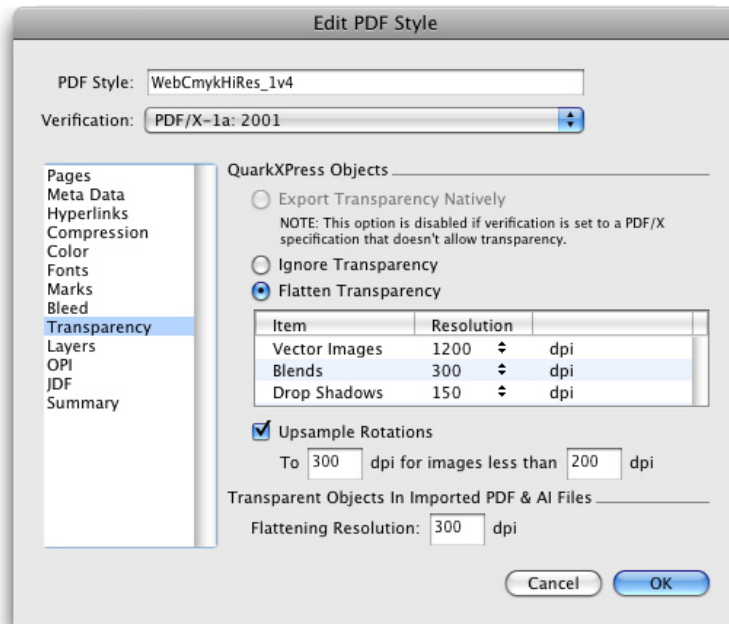 Edit PDF Style
PDF Style: WebCmykHiRes_1v4
Verification: PDF/X-1a: 2001
Pages
Meta Data
Hyperlinks
Compression
Color
Fonts
Marks
Bleed
Transparency
Layers
OPI
JDF
Summary
QuarkXPress Objects
Export Transparency Natively
NOTE: This option is disabled if verification is set to a PDF/X
specification that doesn't allow transparency.
Ignore Transparency
Flatten Transparency
Item Resolution
Vector Images 1200 dpi
Blends 300 dpi
Drop Shadows 150 dpi
Upsample Rotations
To 300 dpi for images less than 200 dpi
Transparent Objects In Imported PDF & AI Files
Flattening Resolution: 300 dpi
Cancel OK